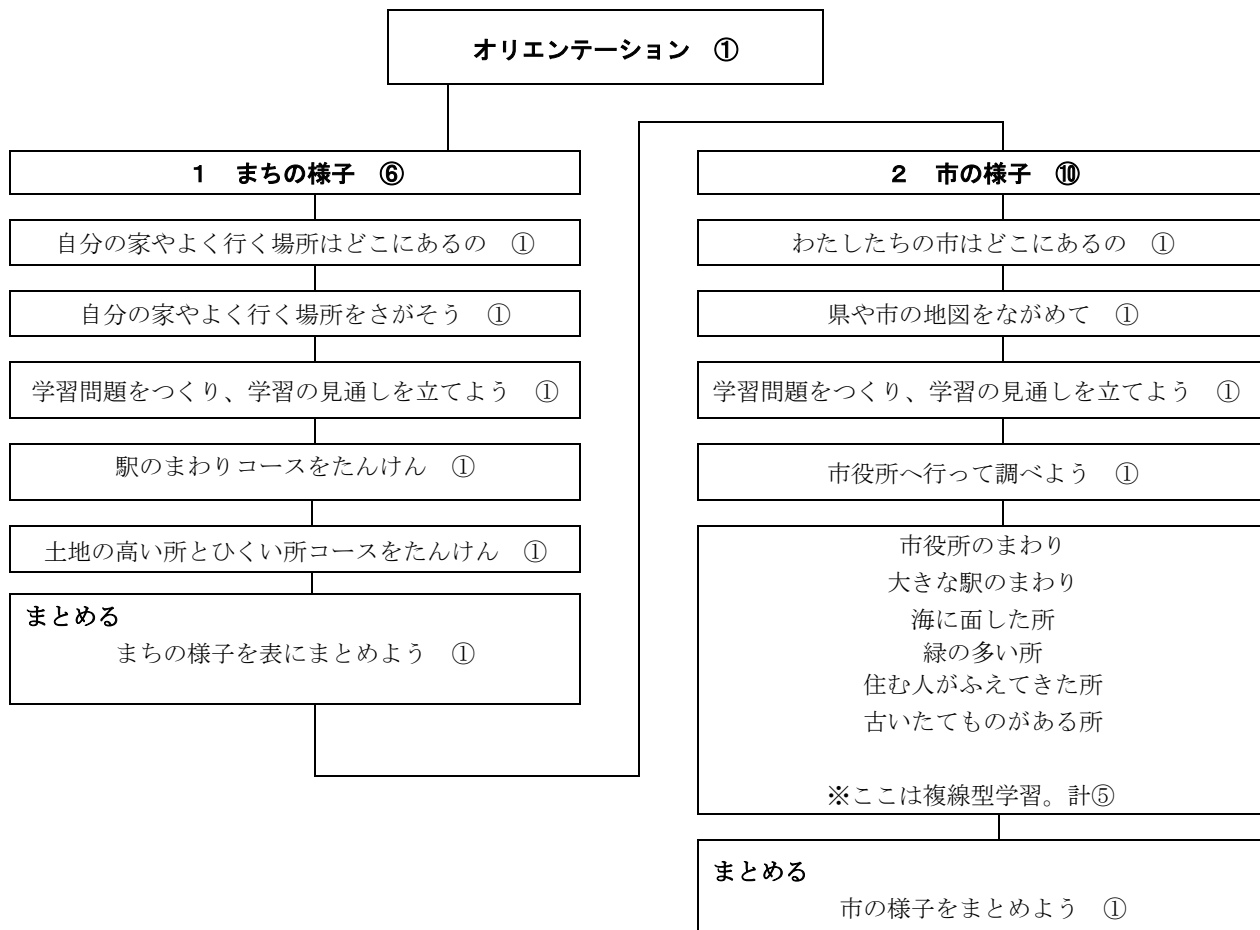 オリエンテーション ①
1 まちの様子 ⑥
自分の家やよく行く場所はどこにあるの ①
自分の家やよく行く場所をさがそう ①
学習問題をつくり、学習の見通しを立てよう ①
駅のまわりコースをたんけん ①
土地の高い所とひくい所コースをたんけん ①
まとめる
まちの様子を表にまとめよう ①
2 市の様子 ⑩
わたしたちの市はどこにあるの ①
県や市の地図をながめて ①
学習問題をつくり、学習の見通しを立てよう ①
市役所へ行って調べよう ①
市役所のまわり
大きな駅のまわり
海に面した所
緑の多い所
住む人がふえてきた所
古いたてものがある所
※ここは複線型学習。計⑤
まとめる
市の様子をまとめよう ①